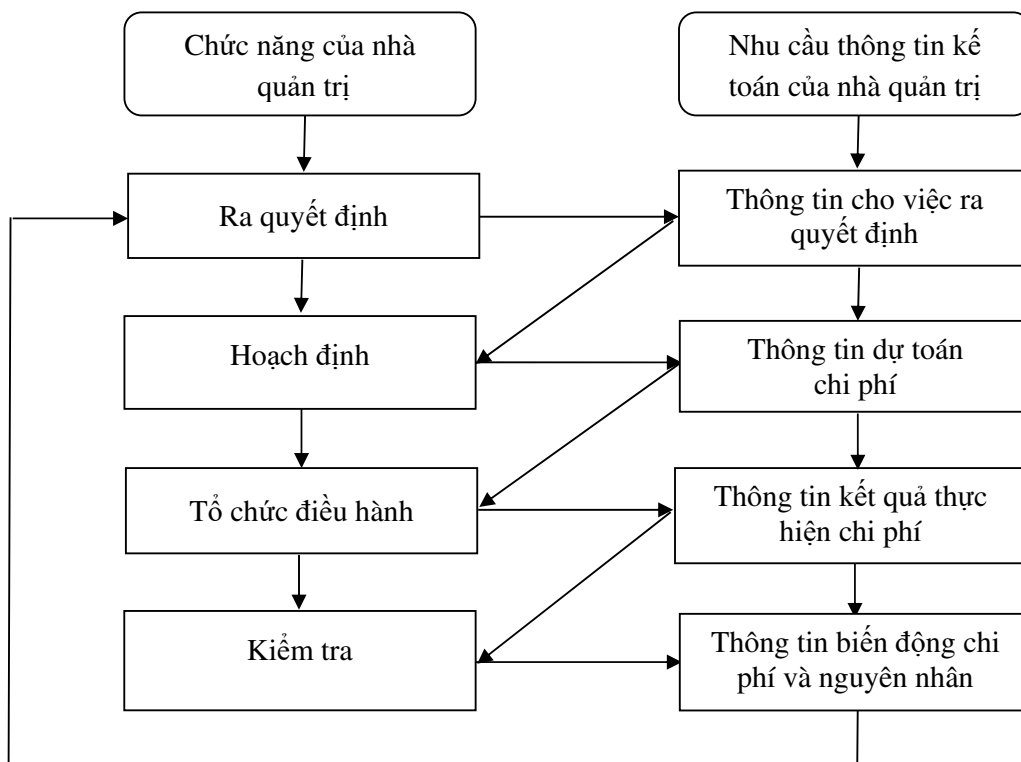 Chức năng của nhà
quản trị
Nhu cầu thông tin kế
toán của nhà quản trị
Ra quyết định
Thông tin cho việc ra
quyết định
Hoạch định
Thông tin dự toán
chi phí
Tổ chức điều hành
Thông tin kết quả thực
hiện chi phí
Kiểm tra
Thông tin biến động chi
phí và nguyên nhân